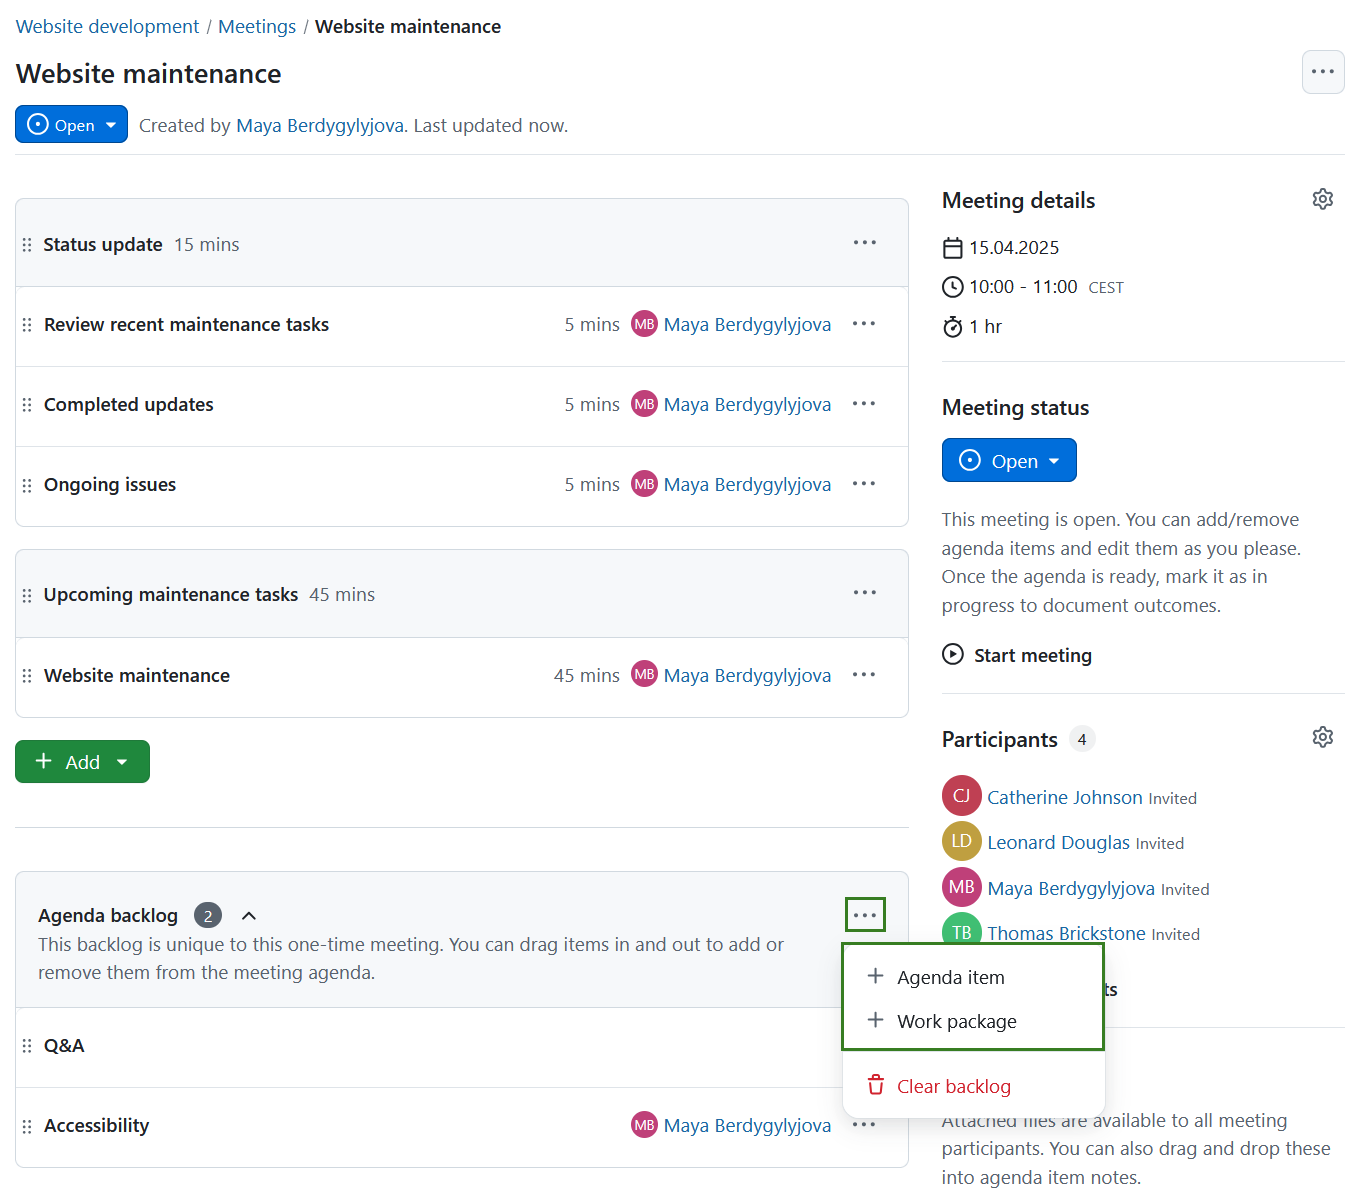 Website development / Meetings / Website maintenance
Website maintenance
Open Created by Maya Berdygylyjova. Last updated now.
Status update 15 mins
Review recent maintenance tasks 5 mins MB Maya Berdygylyjova
Completed updates 5 mins MB Maya Berdygylyjova
Ongoing issues 5 mins MB Maya Berdygylyjova
Upcoming maintenance tasks 45 mins
Website maintenance 45 mins MB Maya Berdygylyjova
+ Add
Agenda backlog 2
This backlog is unique to this one-time meeting. You can drag items in and out to add or
remove them from the meeting agenda.
Q&A
Accessibility MB Maya Berdygylyjova
+ Agenda item
+ Work package
Clear backlog
Meeting details
15.04.2025
10:00 - 11:00 CEST
1 hr
Meeting status
Open
This meeting is open. You can add/remove
agenda items and edit them as you please.
Once the agenda is ready, mark it as in
progress to document outcomes.
Start meeting
Participants 4
CJ Catherine Johnson Invited
LD Leonard Douglas Invited
MB Maya Berdygylyjova Invited
TB Thomas Brickstone Invited
Attached files are available to all meeting
participants. You can also drag and drop these
into agenda item notes.